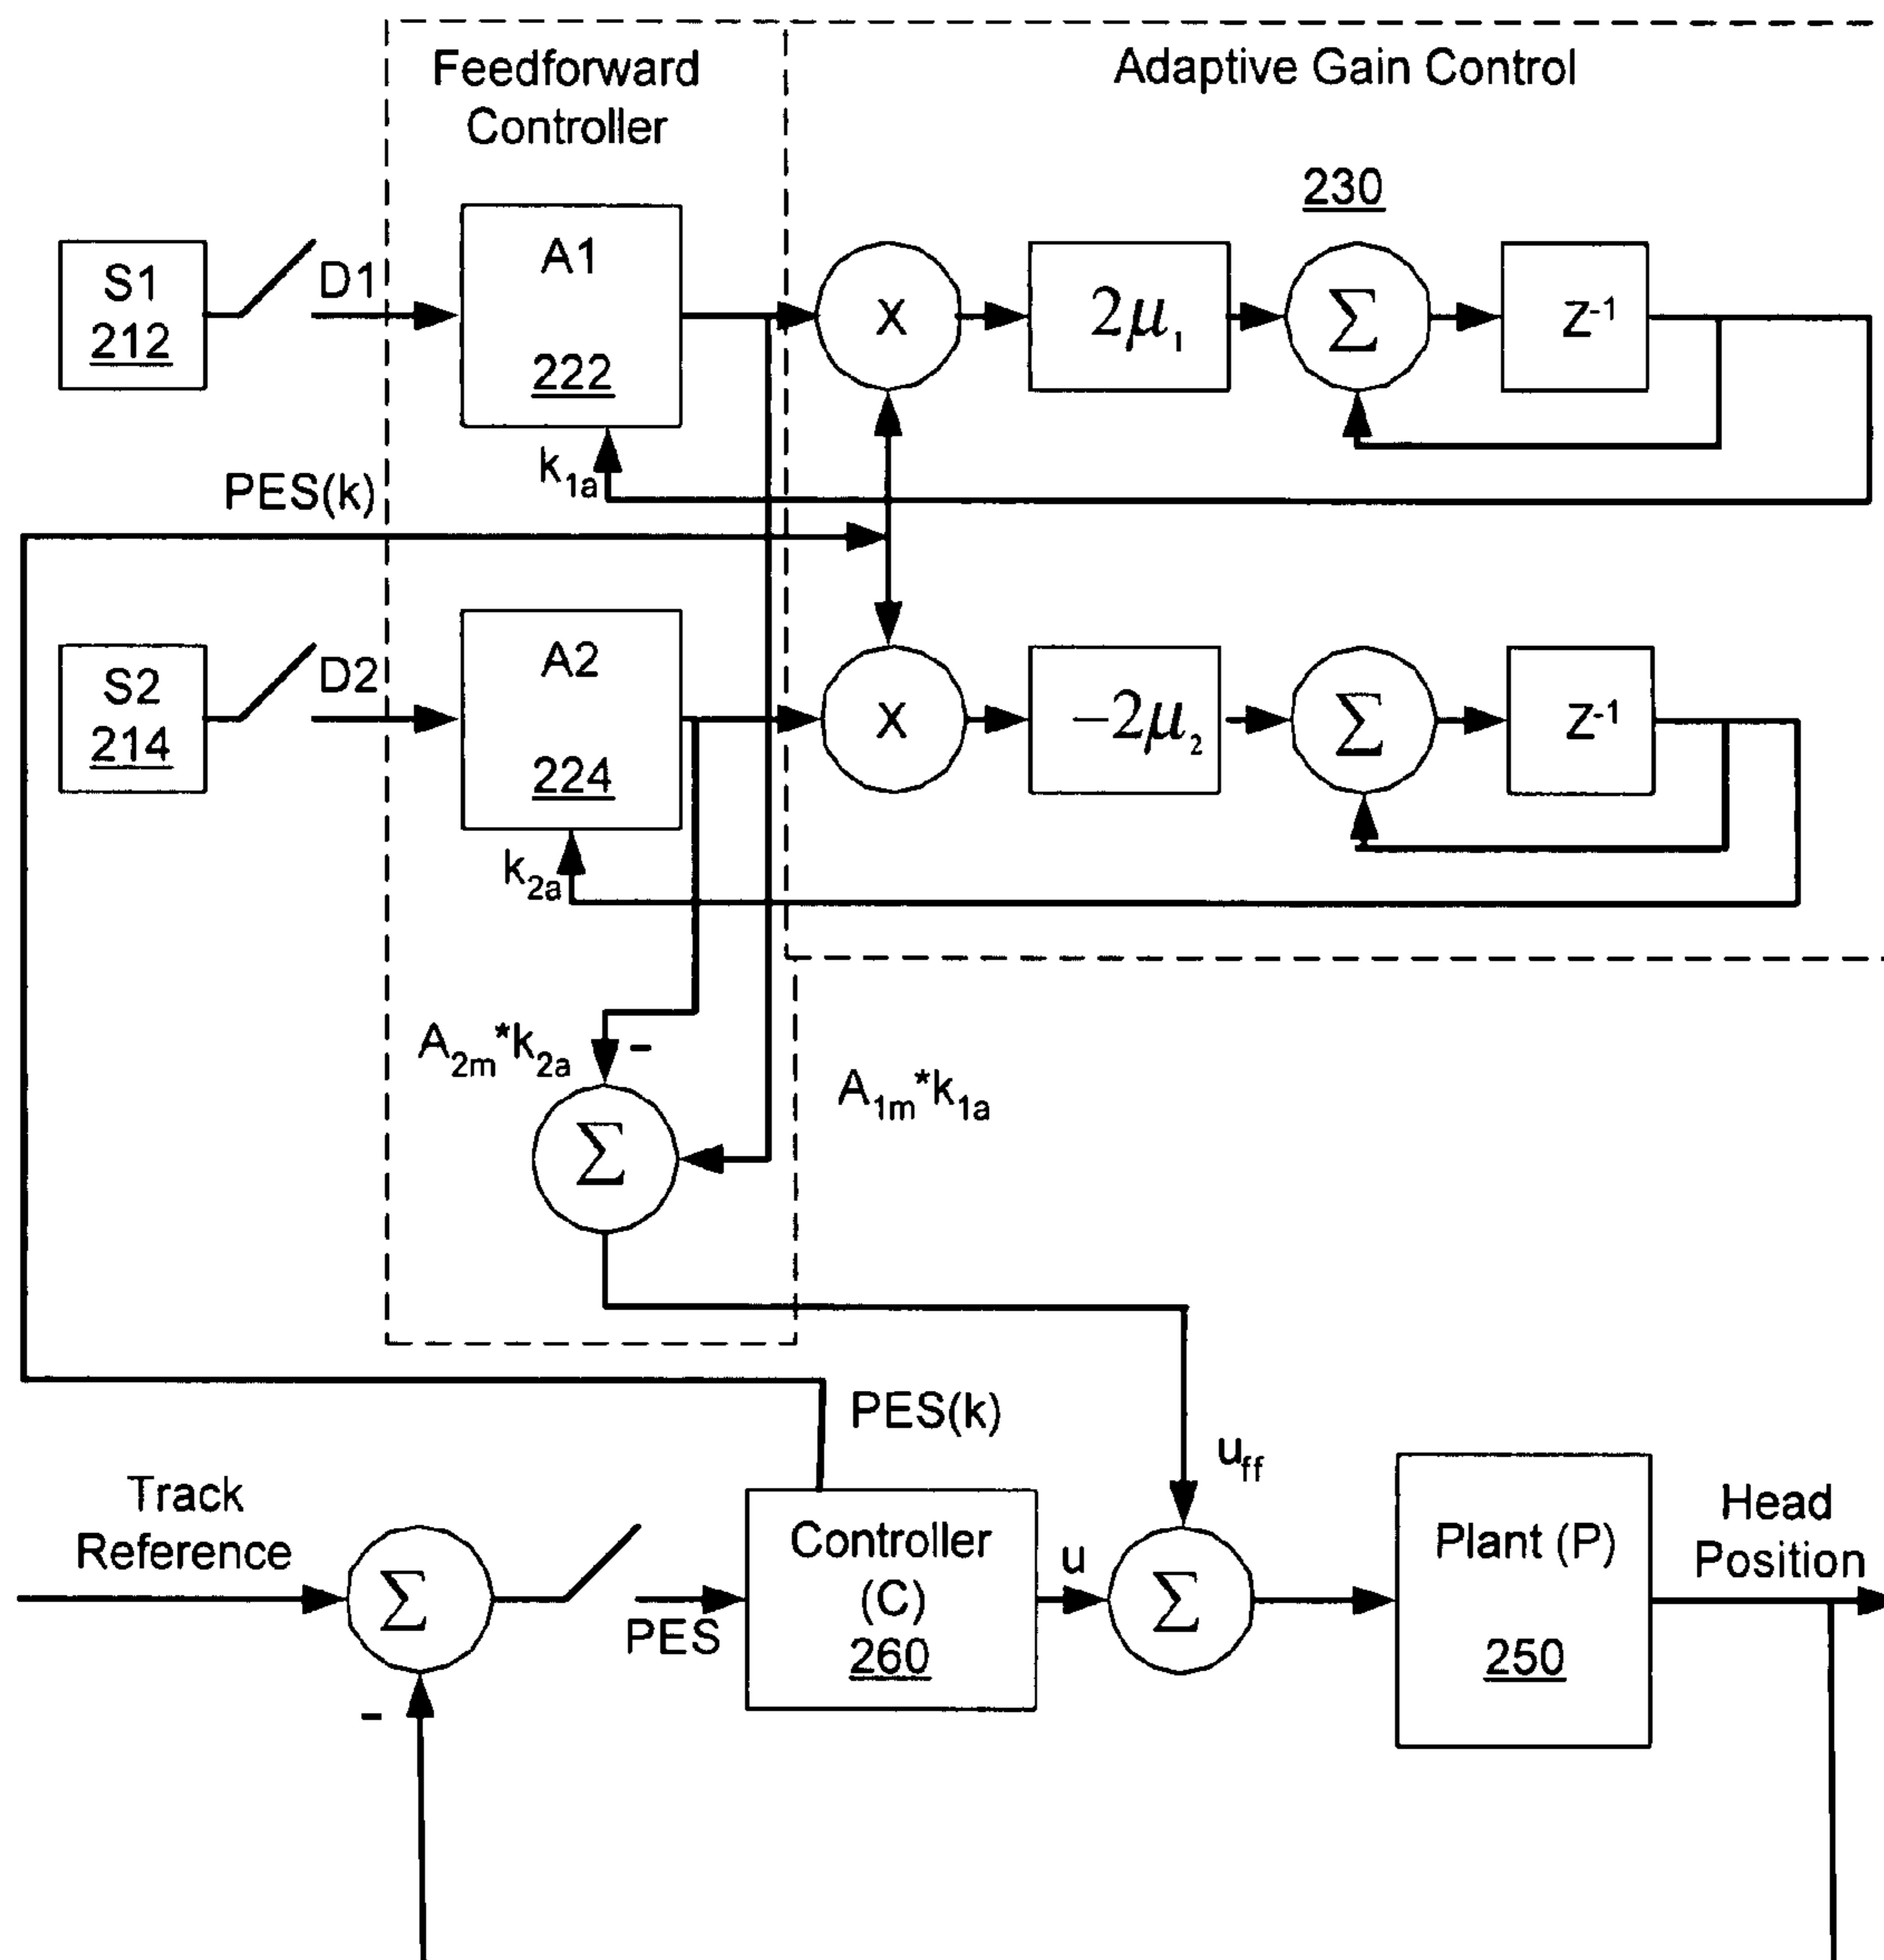 Feedforward
Controller
Adaptive Gain Control
230
S1
212
D1
A1
222
X
2μ₁
Σ
Z⁻¹
k₁ₐ
PES(k)
S2
214
D2
A2
224
X
−2μ₂
Σ
Z⁻¹
k₂ₐ
A₂ₘ*k₂ₐ
-
A₁ₘ*k₁ₐ
Σ
PES(k)
u_ff
Track
Reference
Σ
-
PES
Controller
(C)
260
u
Σ
Plant (P)
250
Head
Position